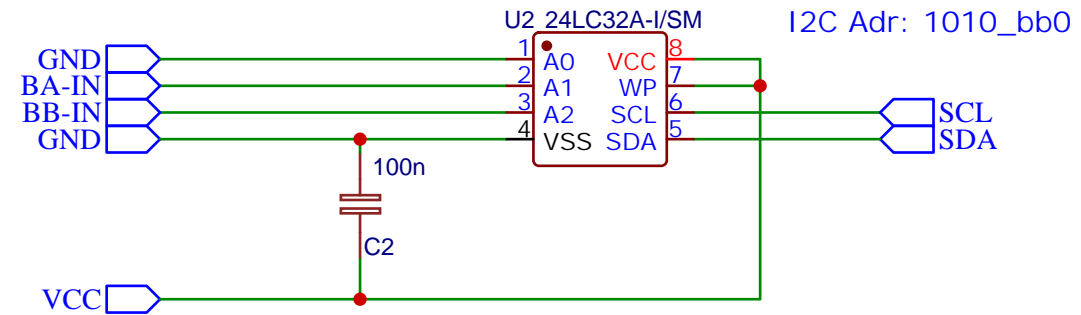 U2 24LC32A-I/SM
I2C Adr: 1010_bb0
GND
BA-IN
BB-IN
GND
1
2
3
4
A0
A1
A2
VSS
VCC
WP
SCL
SDA
8
7
6
5
SCL
SDA
100n
C2
VCC